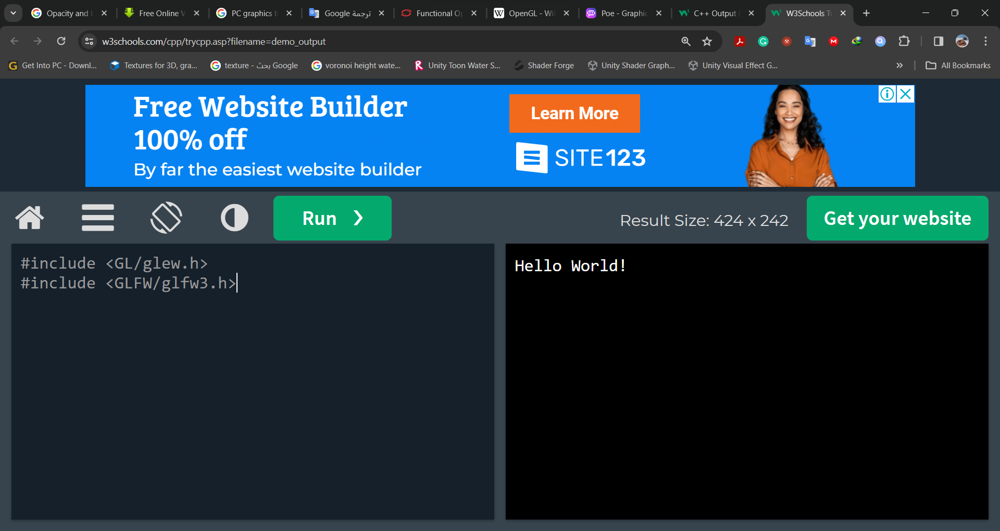 Opacity and
Free Online
PC graphics
ترجمة Google
Functional
OpenGL - Wi
Poe - Graphic
C++ Output
W3Schools
w3schools.com/cpp/trycpp.asp?filename=demo_output
Get Into PC - Downl...
Textures for 3D, gra...
texture - بحث Google
voronoi height wate...
Unity Toon Water S...
Shader Forge
Unity Shader Graph...
Unity Visual Effect G...
All Bookmarks
Free Website Builder
100% off
By far the easiest website builder
Learn More
SITE123
Run ❯
Result Size: 424 x 242
Get your website
#include <GL/glew.h>
#include <GLFW/glfw3.h>
Hello World!